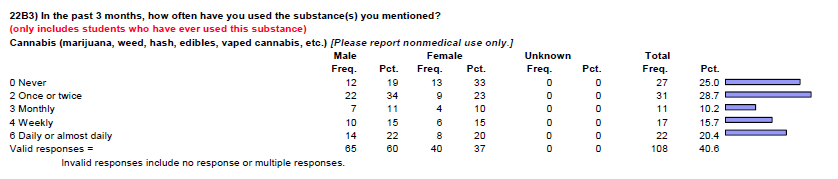 22B3) In the past 3 months, how often have you used the substance(s) you mentioned?
(only includes students who have ever used this substance)
Cannabis (marijuana, weed, hash, edibles, vaped cannabis, etc.) [Please report nonmedical use only.]
Male Female Unknown Total
Freq. Pct. Freq. Pct. Freq. Pct. Freq. Pct.
0 Never 12 19 13 33 0 0 27 25.0
2 Once or twice 22 34 9 23 0 0 31 28.7
3 Monthly 7 11 4 10 0 0 11 10.2
4 Weekly 10 15 6 15 0 0 17 15.7
6 Daily or almost daily 14 22 8 20 0 0 22 20.4
Valid responses = 65 60 40 37 0 0 108 40.6
Invalid responses include no response or multiple responses.